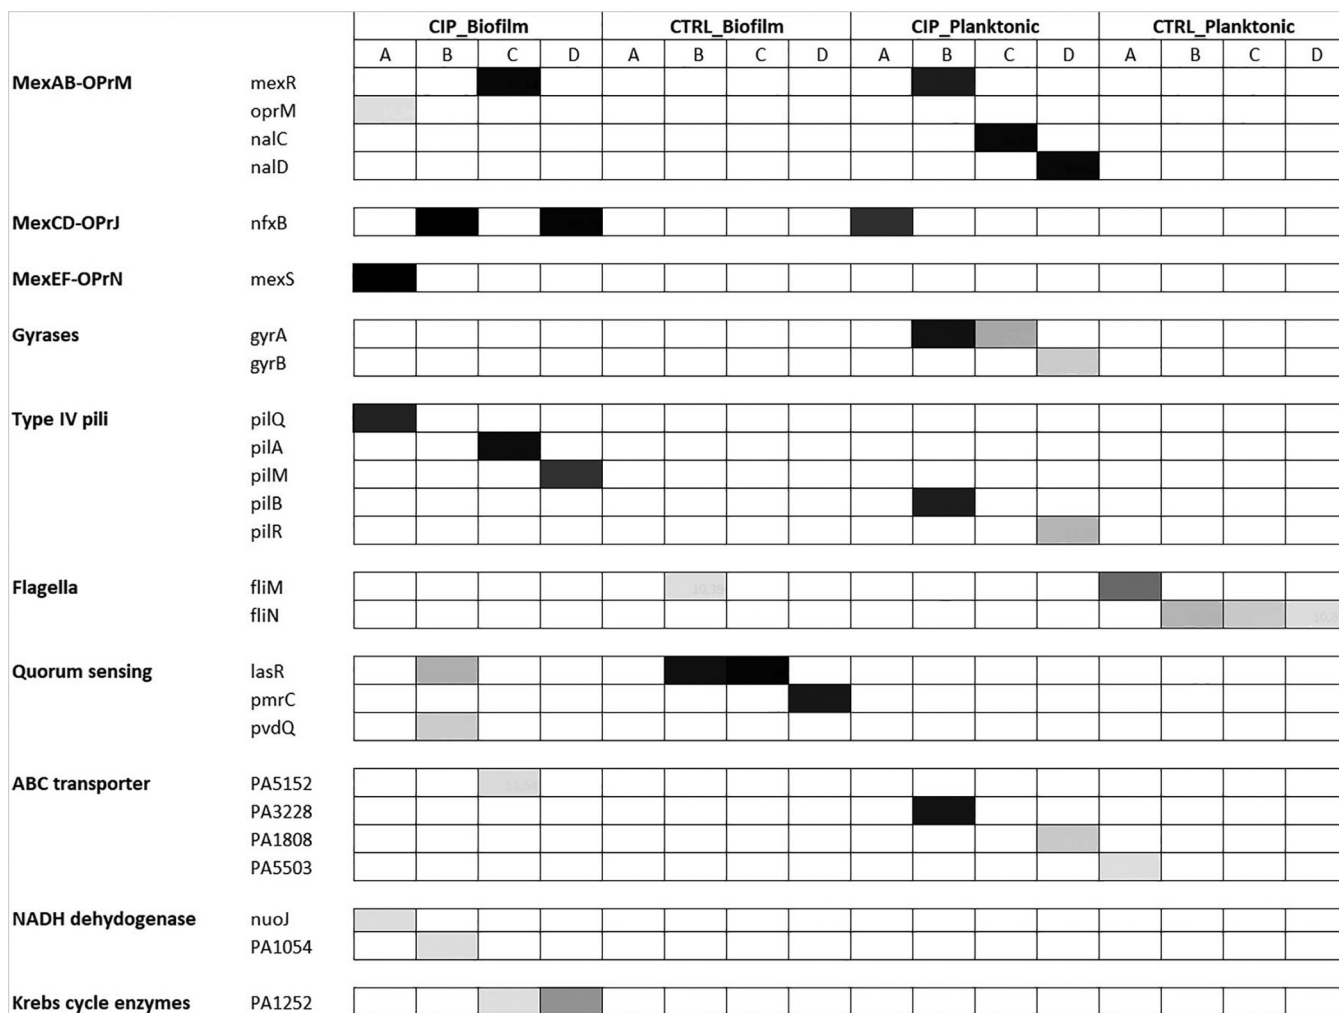 CIP_Biofilm CTRL_Biofilm CIP_Planktonic CTRL_Planktonic
A B C D A B C D A B C D A B C D
MexAB-OPrM mexR
oprM
nalC
nalD
MexCD-OPrJ nfxB
MexEF-OPrN mexS
Gyrases gyrA
gyrB
Type IV pili pilQ
pilA
pilM
pilB
pilR
Flagella fliM 10,39
fliN
Quorum sensing lasR
pmrC
pvdQ
ABC transporter PA5152
PA3228
PA1808
PA5503
NADH dehydogenase nuoJ
PA1054
Krebs cycle enzymes PA1252